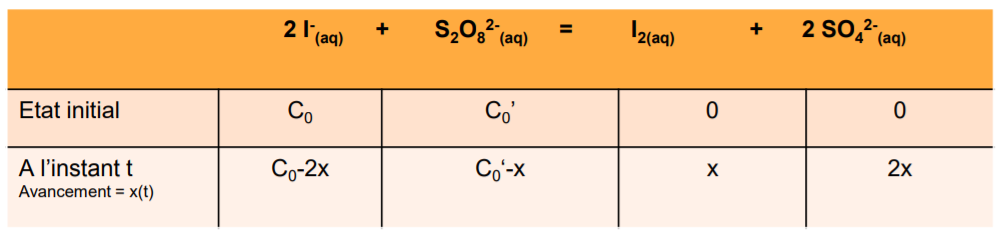 2 I⁻(aq) + S₂O₈²⁻(aq) = I₂(aq) + 2 SO₄²⁻(aq)
Etat initial C₀ C₀’ 0 0
A l’instant t C₀-2x C₀‘-x x 2x
Avancement = x(t)